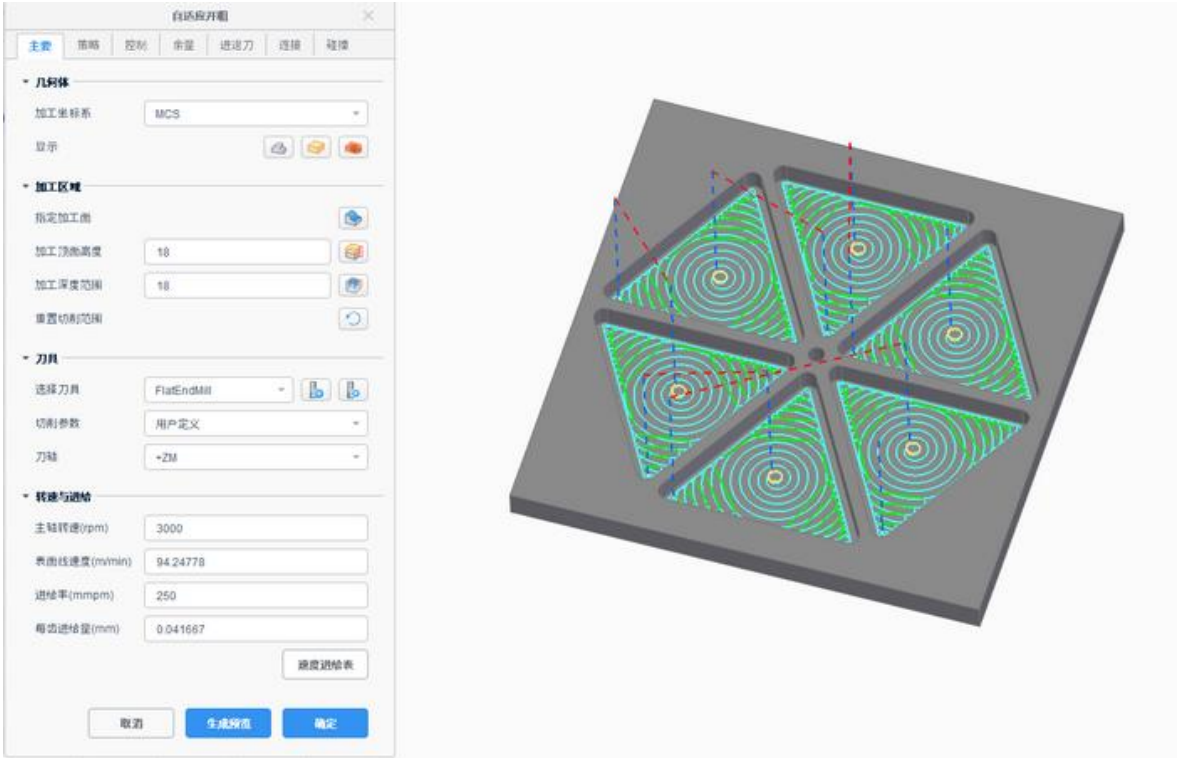 自适应开粗
主要 策略 控制 余量 进退刀 连接 碰撞
几何体
加工坐标系 MCS
显示
加工区域
指定加工面
加工顶面高度 18
加工深度范围 18
重置切削范围
刀具
选择刀具 FlatEndMill
切削参数 用户定义
刀轴 +ZM
转速与进给
主轴转速(rpm) 3000
表面线速度(m/min) 94.24778
进给率(mmpm) 250
每齿进给量(mm) 0.041667
速度进给表
取消 生成预览 确定